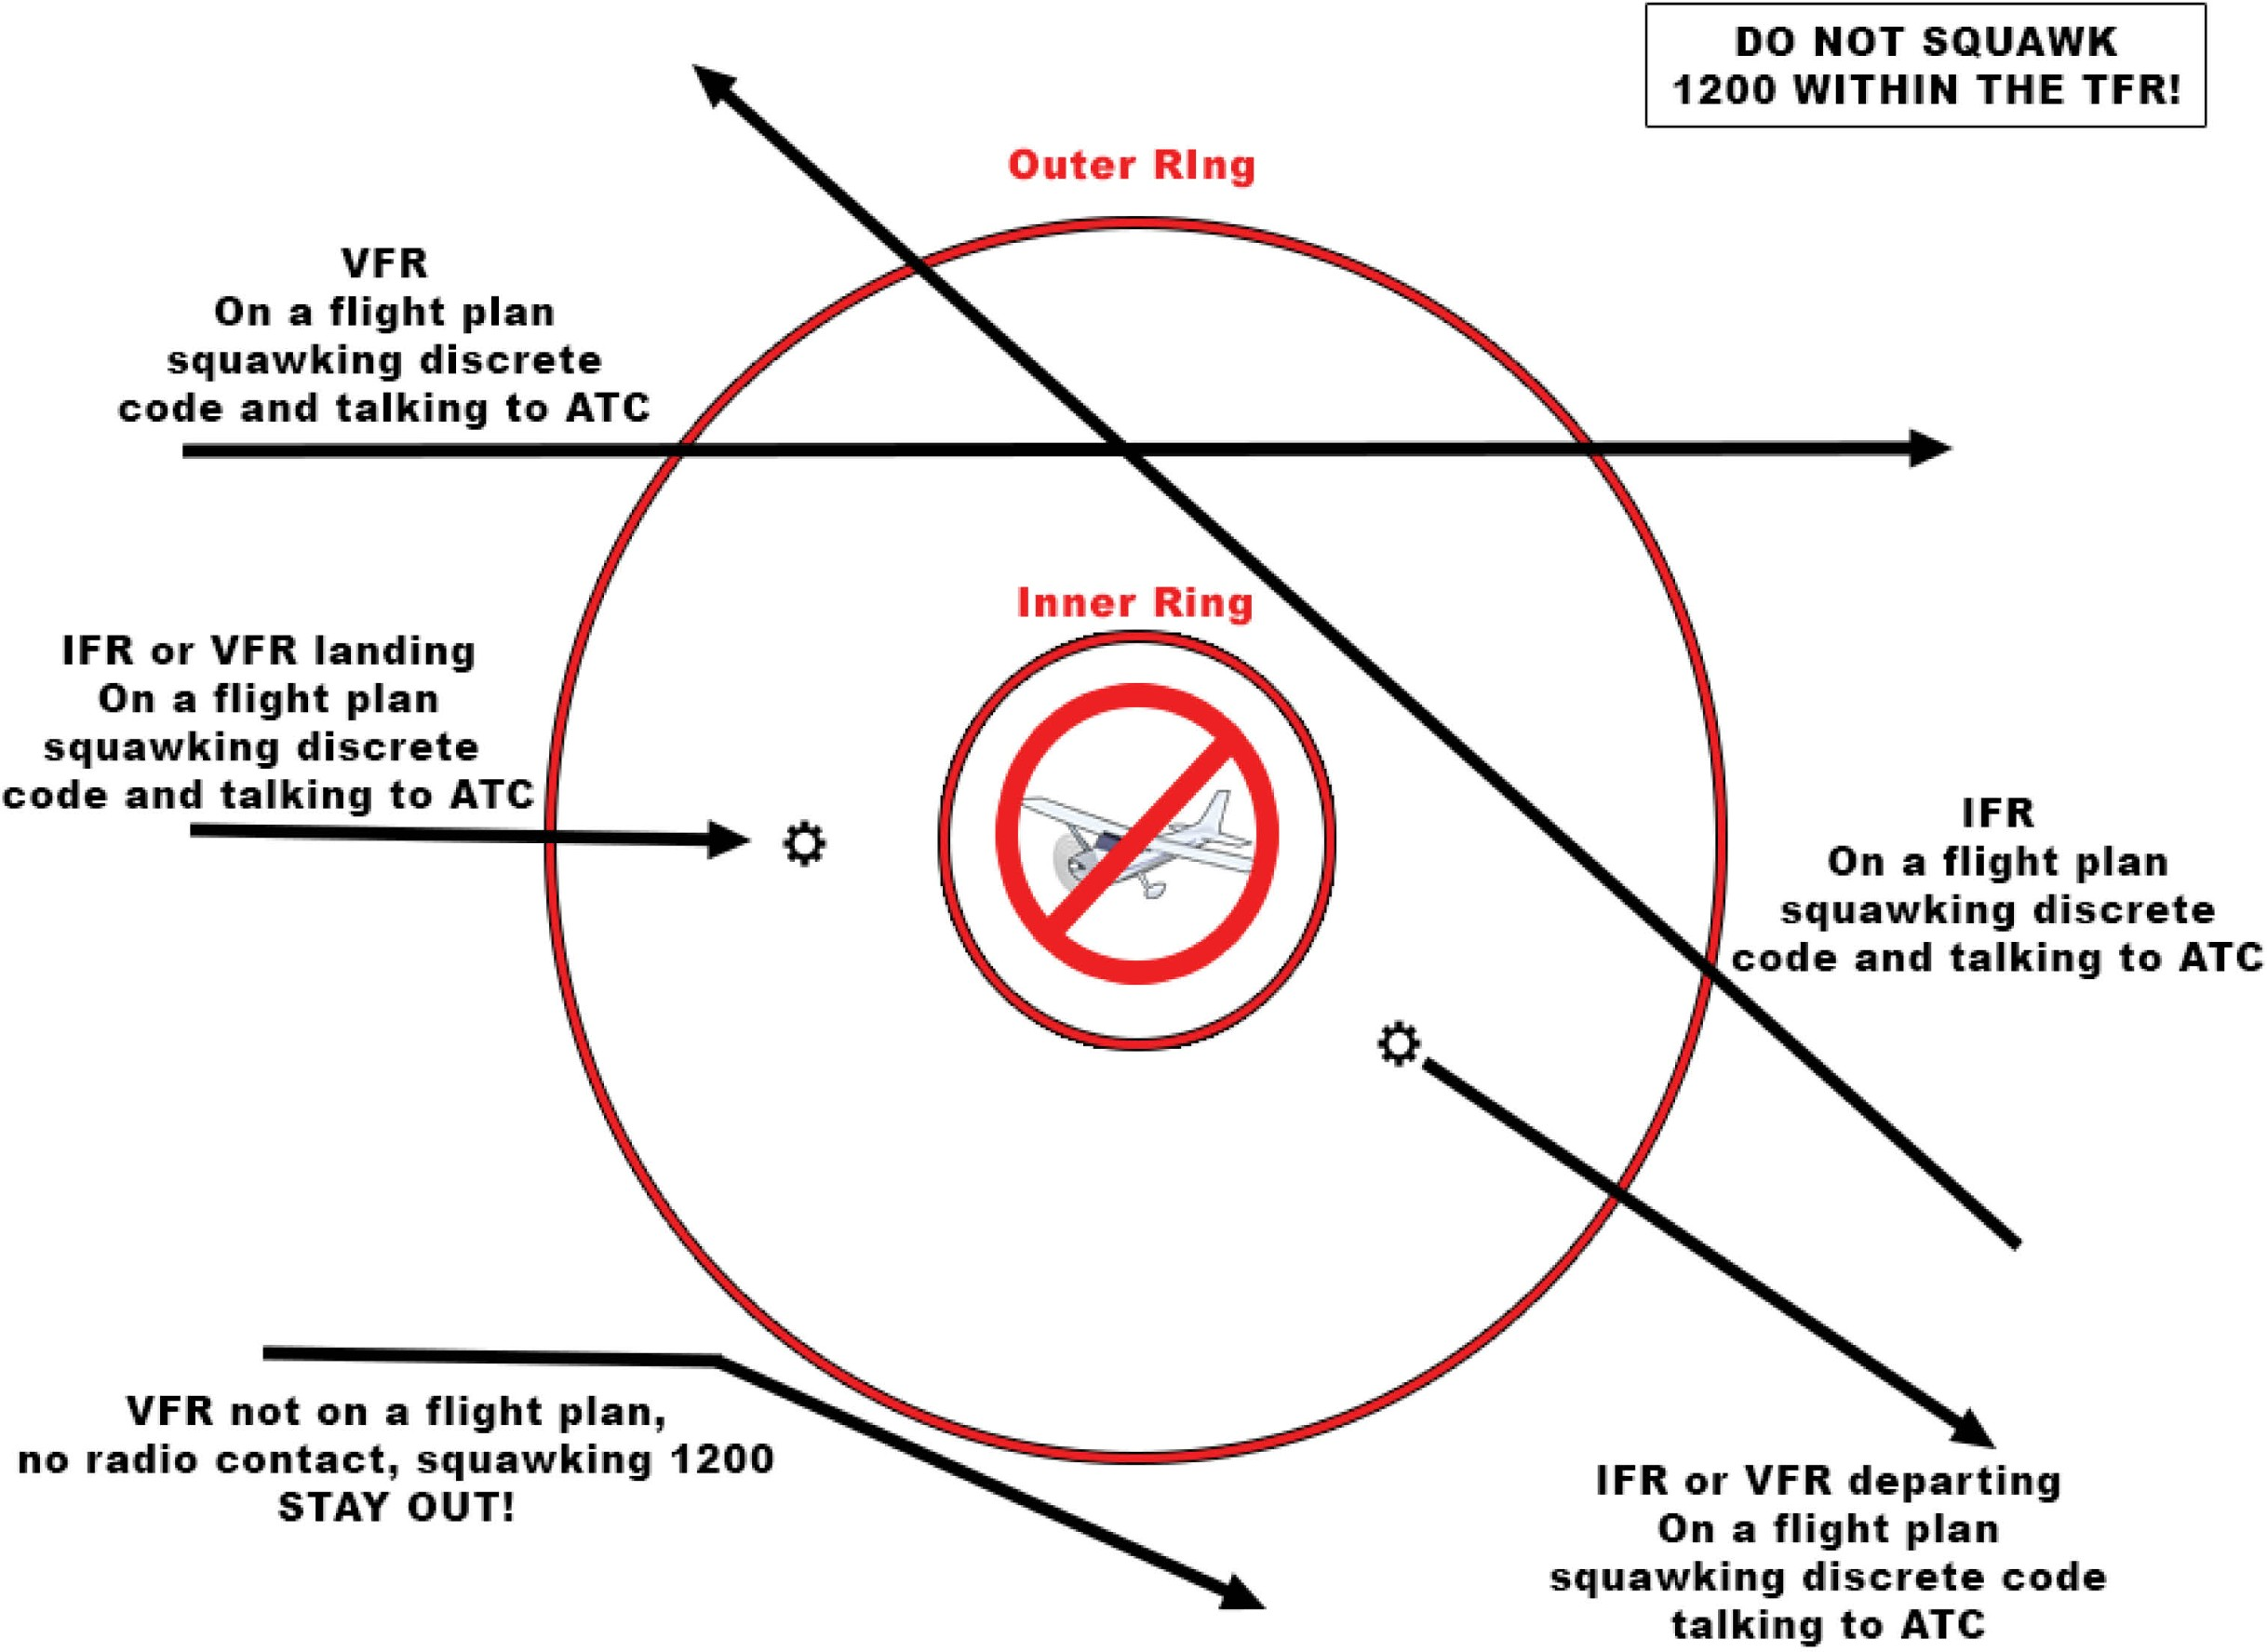 DO NOT SQUAWK
1200 WITHIN THE TFR!
Outer RIng
VFR
On a flight plan
squawking discrete
code and talking to ATC
Inner Ring
IFR or VFR landing
On a flight plan
squawking discrete
code and talking to ATC
IFR
On a flight plan
squawking discrete
code and talking to ATC
VFR not on a flight plan,
no radio contact, squawking 1200
STAY OUT!
IFR or VFR departing
On a flight plan
squawking discrete code
talking to ATC